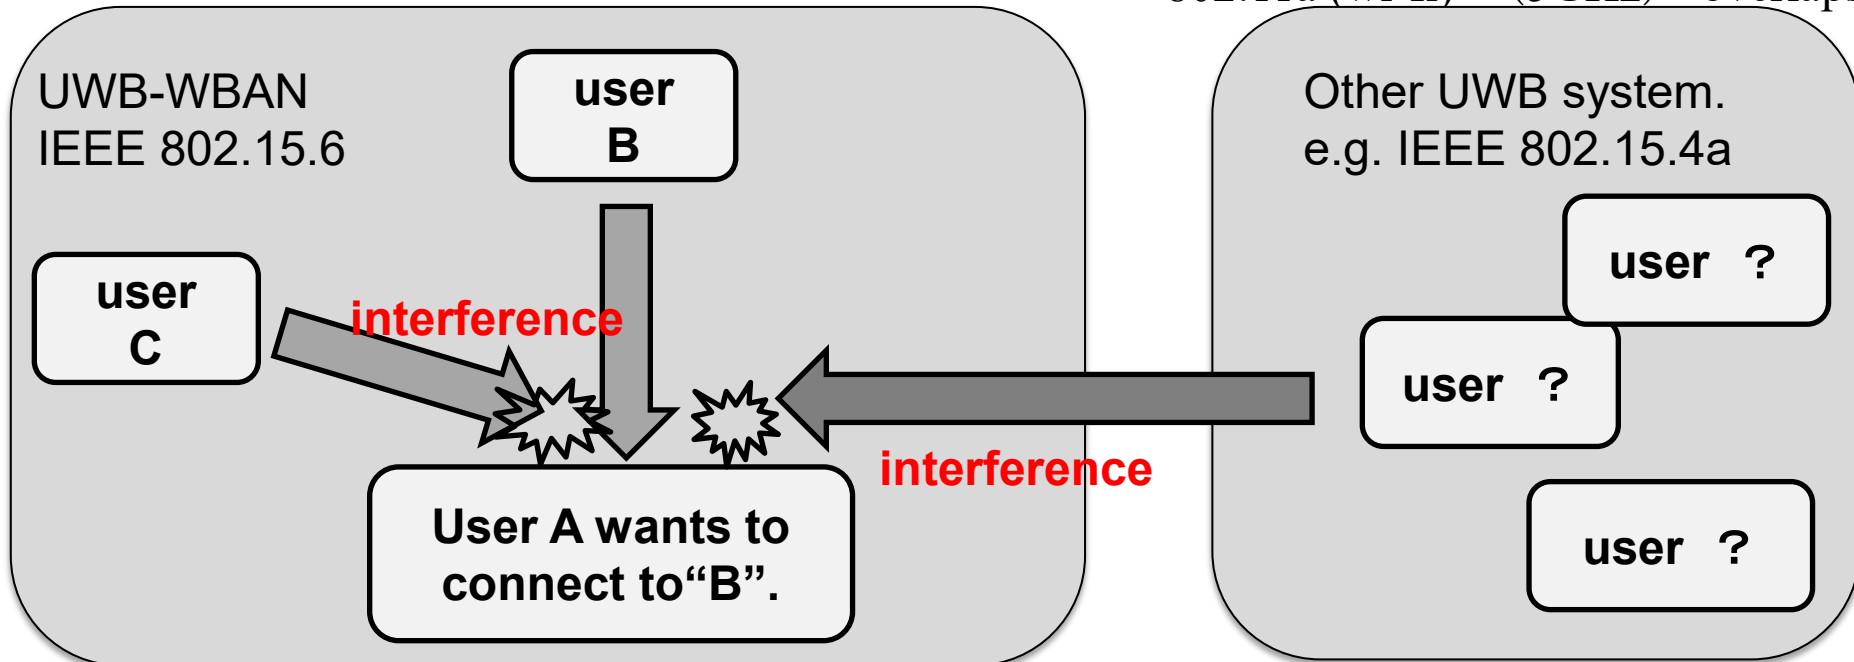 UWB-WBAN
IEEE 802.15.6
user
B
user
C
interference
User A wants to
connect to“B”.
interference
Other UWB system.
e.g. IEEE 802.15.4a
user ？
user ？
user ？